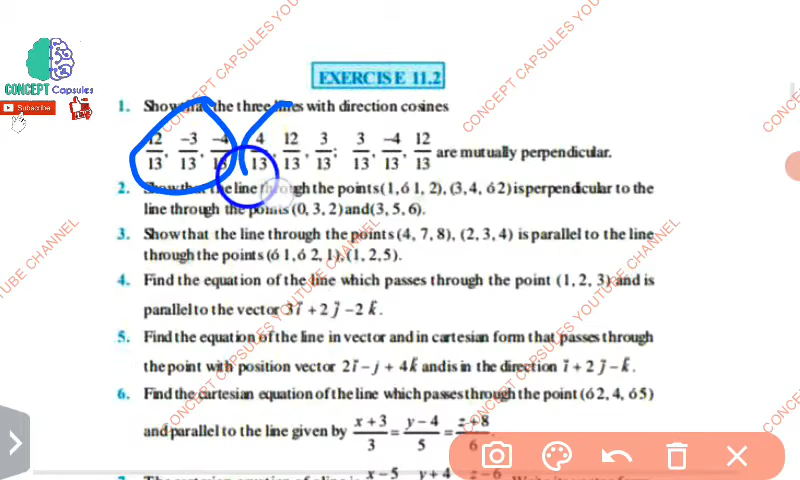 CONCEPT Capsules
Subscribe
EXERCISE 11.2
1. Show that the three lines with direction cosines
12/13, −3/13, −4/13; 4/13, 12/13, 3/13; 3/13, −4/13, 12/13 are mutually perpendicular.
2. Show that the line through the points (1, ó 1, 2), (3, 4, ó 2) is perpendicular to the
line through the points (0, 3, 2) and (3, 5, 6).
3. Show that the line through the points (4, 7, 8), (2, 3, 4) is parallel to the line
through the points (ó 1, ó 2, 1), (1, 2, 5).
4. Find the equation of the line which passes through the point (1, 2, 3) and is
parallel to the vector 3i⃗ + 2 j⃗ − 2 k⃗.
5. Find the equation of the line in vector and in cartesian form that passes through
the point with position vector 2i⃗ − j + 4k⃗ and is in the direction i⃗ + 2 j⃗ − k⃗.
6. Find the cartesian equation of the line which passes through the point (ó 2, 4, ó 5)
and parallel to the line given by x + 3/3 = y − 4/5 = z + 8/6
x − 5 y + 4 z − 6
CONCEPT CAPSULES YOUTUBE CHANNEL